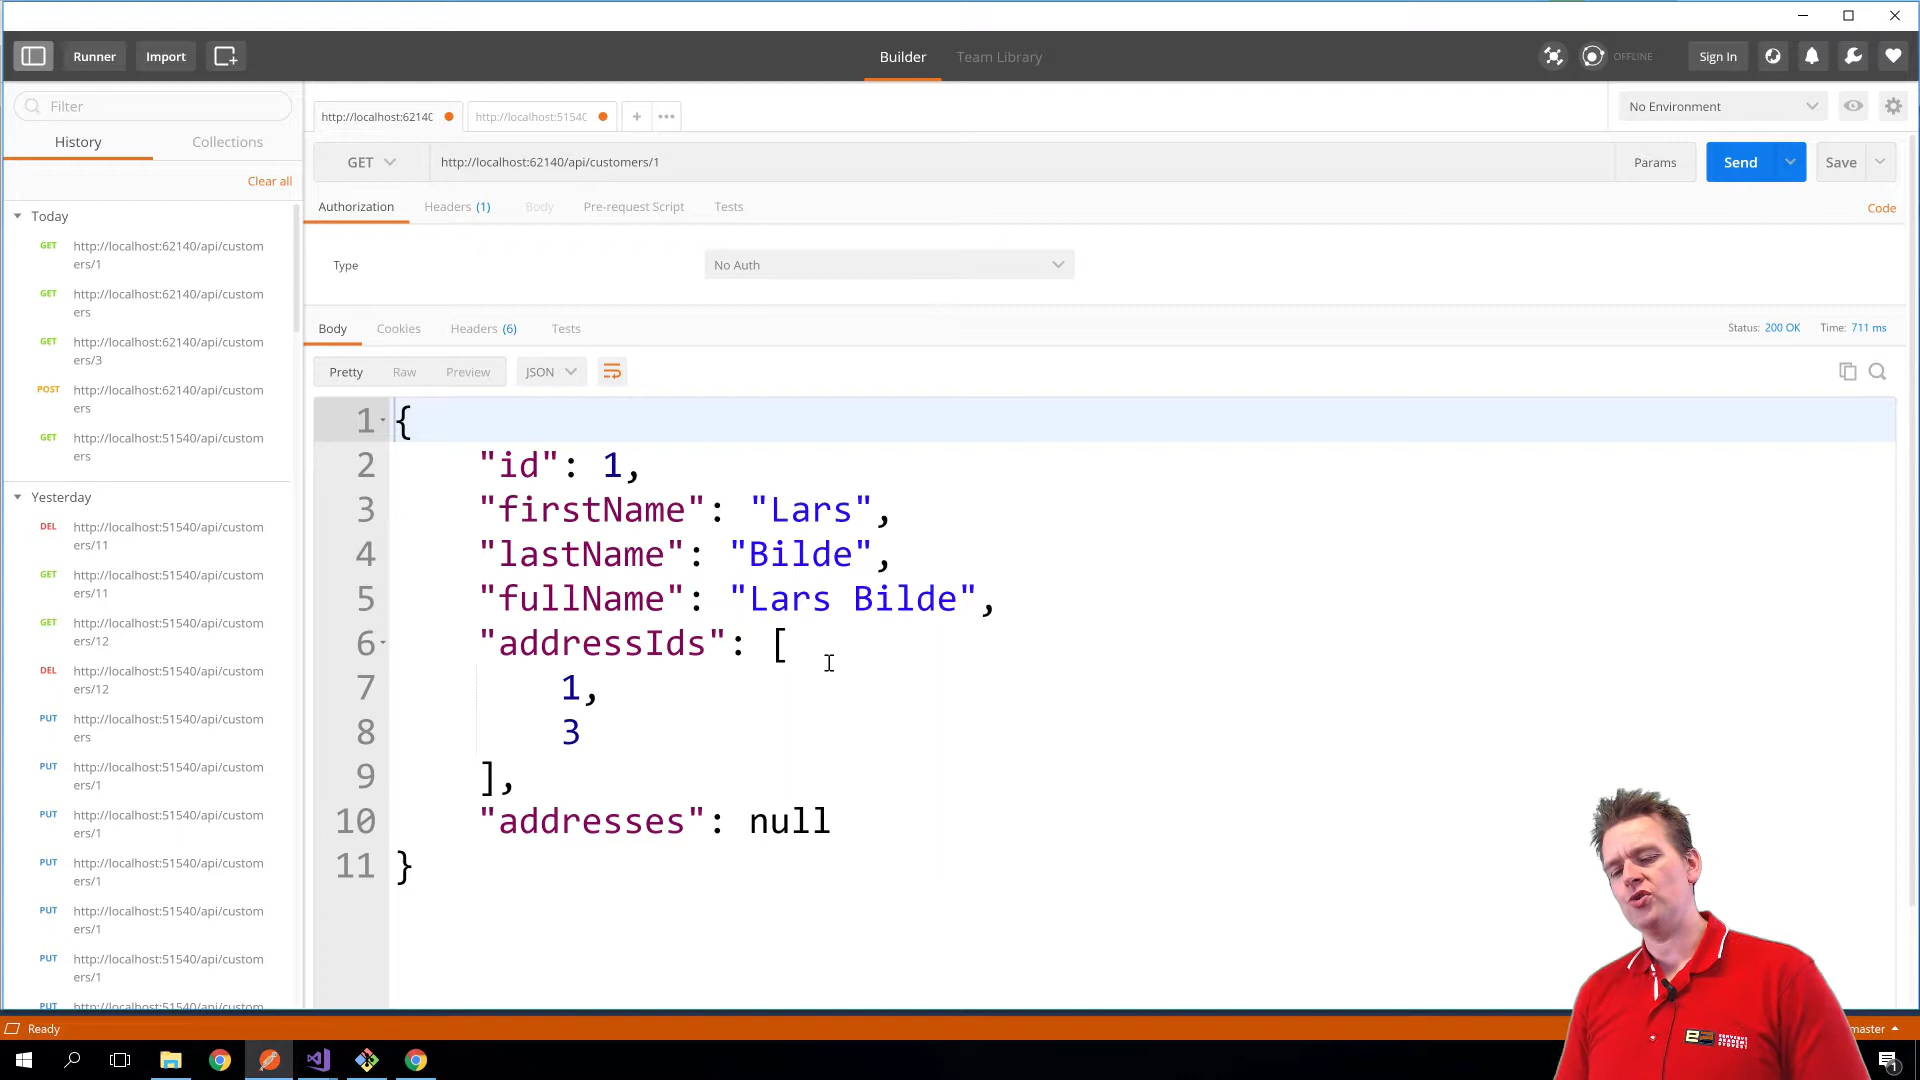 Runner
Import
Builder
Team Library
OFFLINE
Sign In
Filter
History
Collections
Clear all
Today
GET http://localhost:62140/api/custom
ers/1
GET http://localhost:62140/api/custom
ers
GET http://localhost:62140/api/custom
ers/3
POST http://localhost:62140/api/custom
ers
GET http://localhost:51540/api/custom
ers
Yesterday
DEL http://localhost:51540/api/custom
ers/11
GET http://localhost:51540/api/custom
ers/11
GET http://localhost:51540/api/custom
ers/12
DEL http://localhost:51540/api/custom
ers/12
PUT http://localhost:51540/api/custom
ers
PUT http://localhost:51540/api/custom
ers/1
PUT http://localhost:51540/api/custom
ers/1
PUT http://localhost:51540/api/custom
ers/1
PUT http://localhost:51540/api/custom
ers/1
PUT http://localhost:51540/api/custom
ers/1
PUT http://localhost:51540/api/custom
http://localhost:6214
http://localhost:5154
No Environment
GET
http://localhost:62140/api/customers/1
Params
Send
Save
Authorization
Headers (1)
Body
Pre-request Script
Tests
Code
Type
No Auth
Body
Cookies
Headers (6)
Tests
Status: 200 OK
Time: 711 ms
Pretty
Raw
Preview
JSON
1 {
2 "id": 1,
3 "firstName": "Lars",
4 "lastName": "Bilde",
5 "fullName": "Lars Bilde",
6 "addressIds": [
7 1,
8 3
9 ],
10 "addresses": null
11 }
Ready
master
1